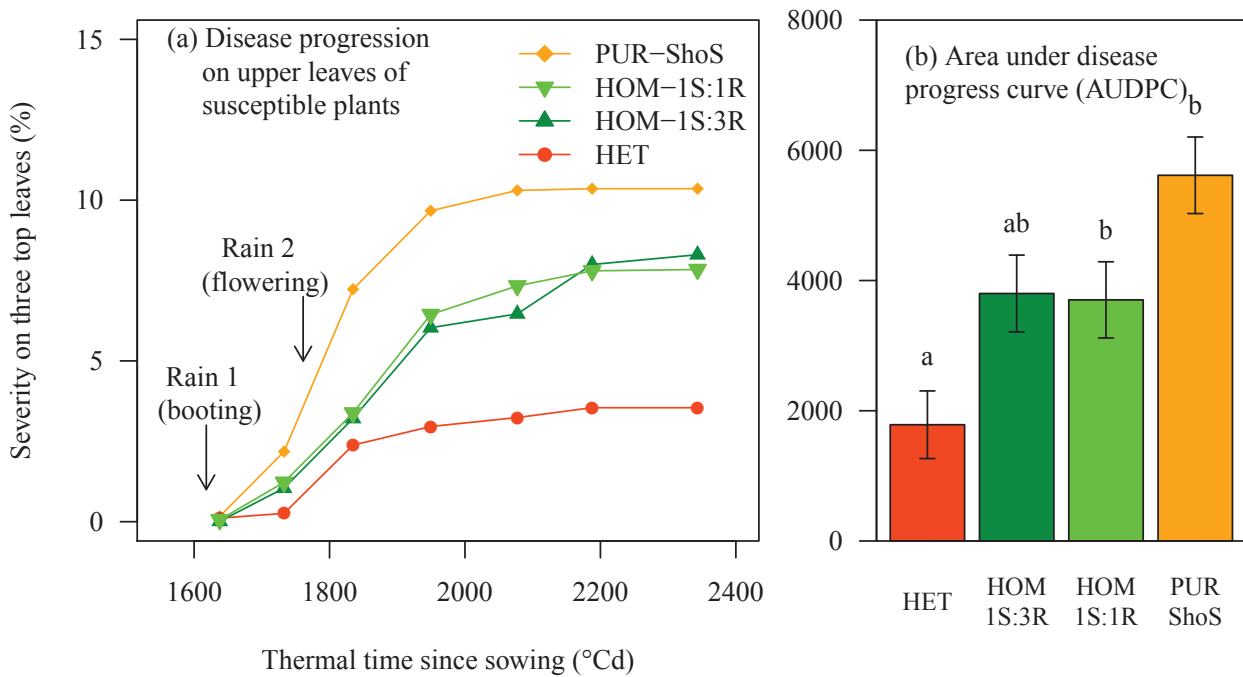 (a) Disease progression
on upper leaves of
susceptible plants
PUR−ShoS
HOM−1S:1R
HOM−1S:3R
HET
Rain 2
(flowering)
Rain 1
(booting)
Severity on three top leaves (%)
15
10
5
0
1600
1800
2000
2200
2400
Thermal time since sowing (°Cd)
(b) Area under disease
progress curve (AUDPC)
8000
6000
4000
2000
0
a
ab
b
b
HET
HOM
1S:3R
HOM
1S:1R
PUR
ShoS